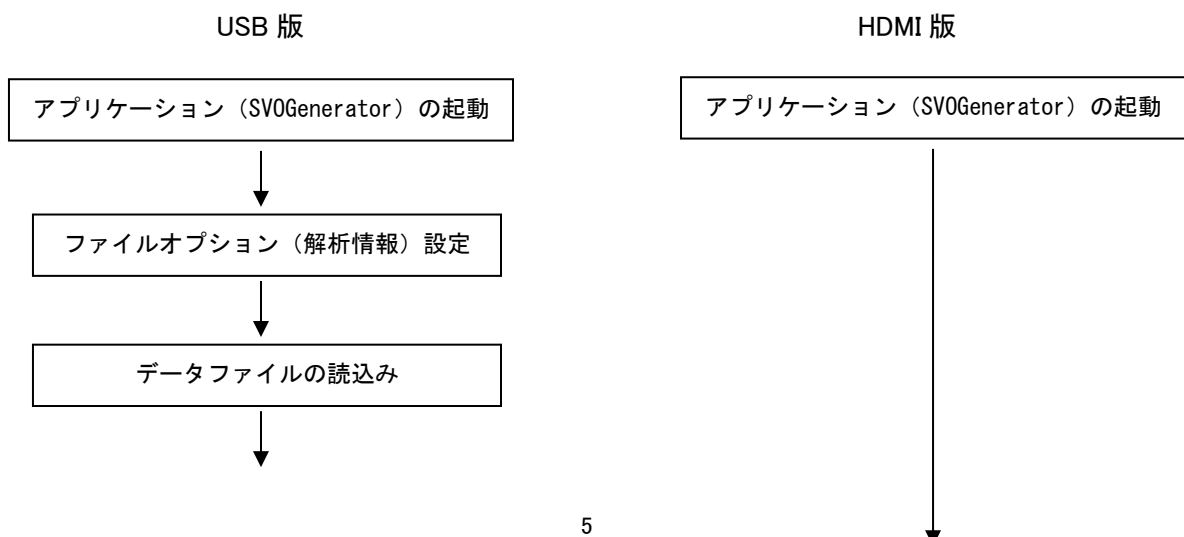 USB 版
HDMI 版
アプリケーション（SVOGenerator）の起動
アプリケーション（SVOGenerator）の起動
ファイルオプション（解析情報）設定
データファイルの読込み
5